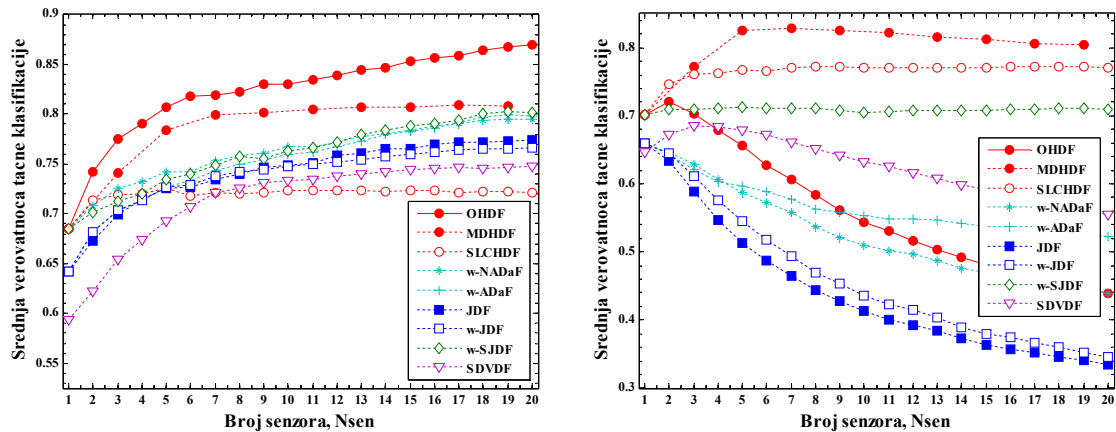 Srednja verovatnoca tacne klasifikacije
0.9
0.85
0.8
0.75
0.7
0.65
0.6
0.55
1 2 3 4 5 6 7 8 9 10 11 12 13 14 15 16 17 18 19 20
Broj senzora, Nsen
OHDF
MDHDF
SLCHDF
w-NADaF
w-ADaF
JDF
w-JDF
w-SJDF
SDVDF
Srednja verovatnoca tacne klasifikacije
0.8
0.7
0.6
0.5
0.4
0.3
1 2 3 4 5 6 7 8 9 10 11 12 13 14 15 16 17 18 19 20
Broj senzora, Nsen
OHDF
MDHDF
SLCHDF
w-NADaF
w-ADaF
JDF
w-JDF
w-SJDF
SDVDF